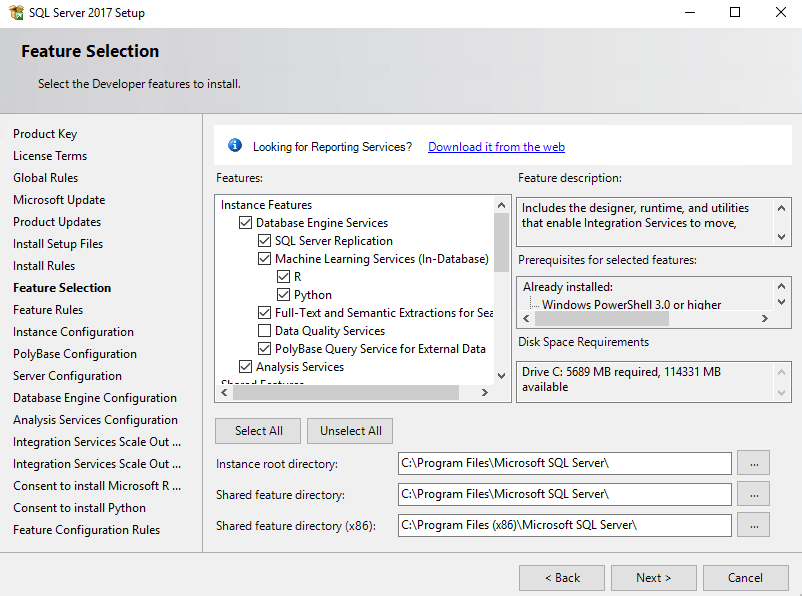 SQL Server 2017 Setup
Feature Selection
Select the Developer features to install.
Product Key
License Terms
Global Rules
Microsoft Update
Product Updates
Install Setup Files
Install Rules
Feature Selection
Feature Rules
Instance Configuration
PolyBase Configuration
Server Configuration
Database Engine Configuration
Analysis Services Configuration
Integration Services Scale Out ...
Integration Services Scale Out ...
Consent to install Microsoft R ...
Consent to install Python
Feature Configuration Rules
Looking for Reporting Services? Download it from the web
Features:
Instance Features
Database Engine Services
SQL Server Replication
Machine Learning Services (In-Database)
R
Python
Full-Text and Semantic Extractions for Sea
Data Quality Services
PolyBase Query Service for External Data
Analysis Services
Shared Features
Feature description:
Includes the designer, runtime, and utilities
that enable Integration Services to move,
Prerequisites for selected features:
Already installed:
Windows PowerShell 3.0 or higher
Disk Space Requirements
Drive C: 5689 MB required, 114331 MB
available
Select All
Unselect All
Instance root directory: C:\Program Files\Microsoft SQL Server\ ...
Shared feature directory: C:\Program Files\Microsoft SQL Server\ ...
Shared feature directory (x86): C:\Program Files (x86)\Microsoft SQL Server\ ...
< Back
Next >
Cancel